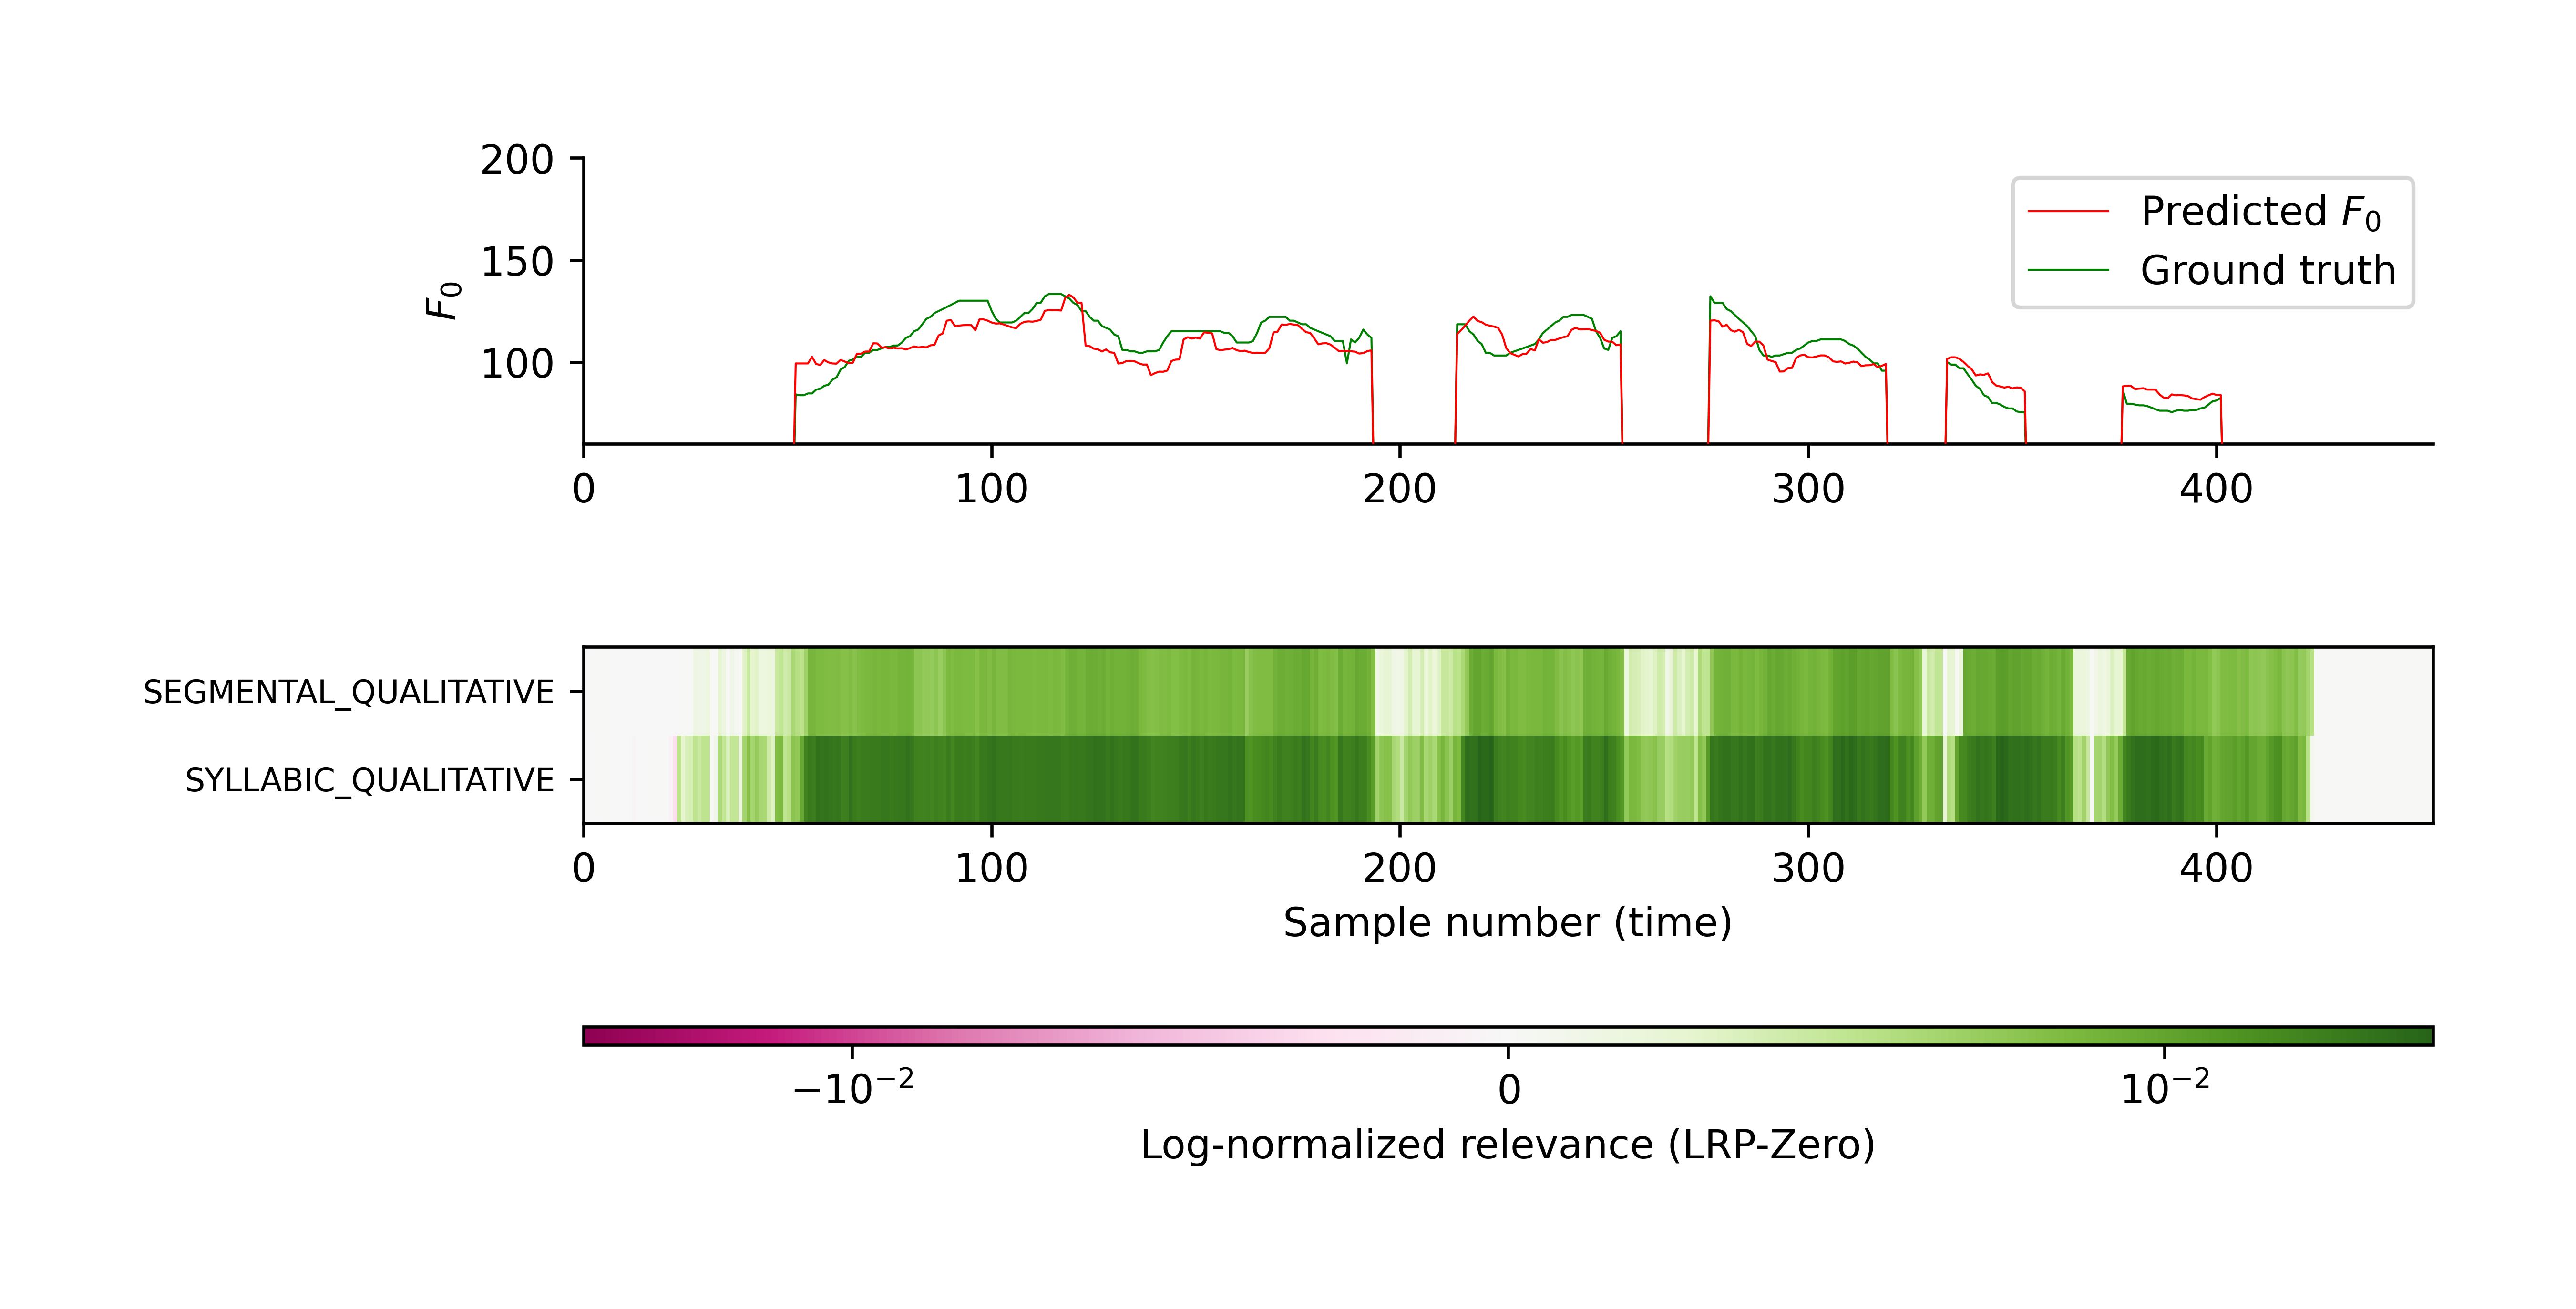 200
150
100
F₀
Predicted F₀
Ground truth
0 100 200 300 400
SEGMENTAL_QUALITATIVE
SYLLABIC_QUALITATIVE
0 100 200 300 400
Sample number (time)
−10⁻² 0 10⁻²
Log-normalized relevance (LRP-Zero)